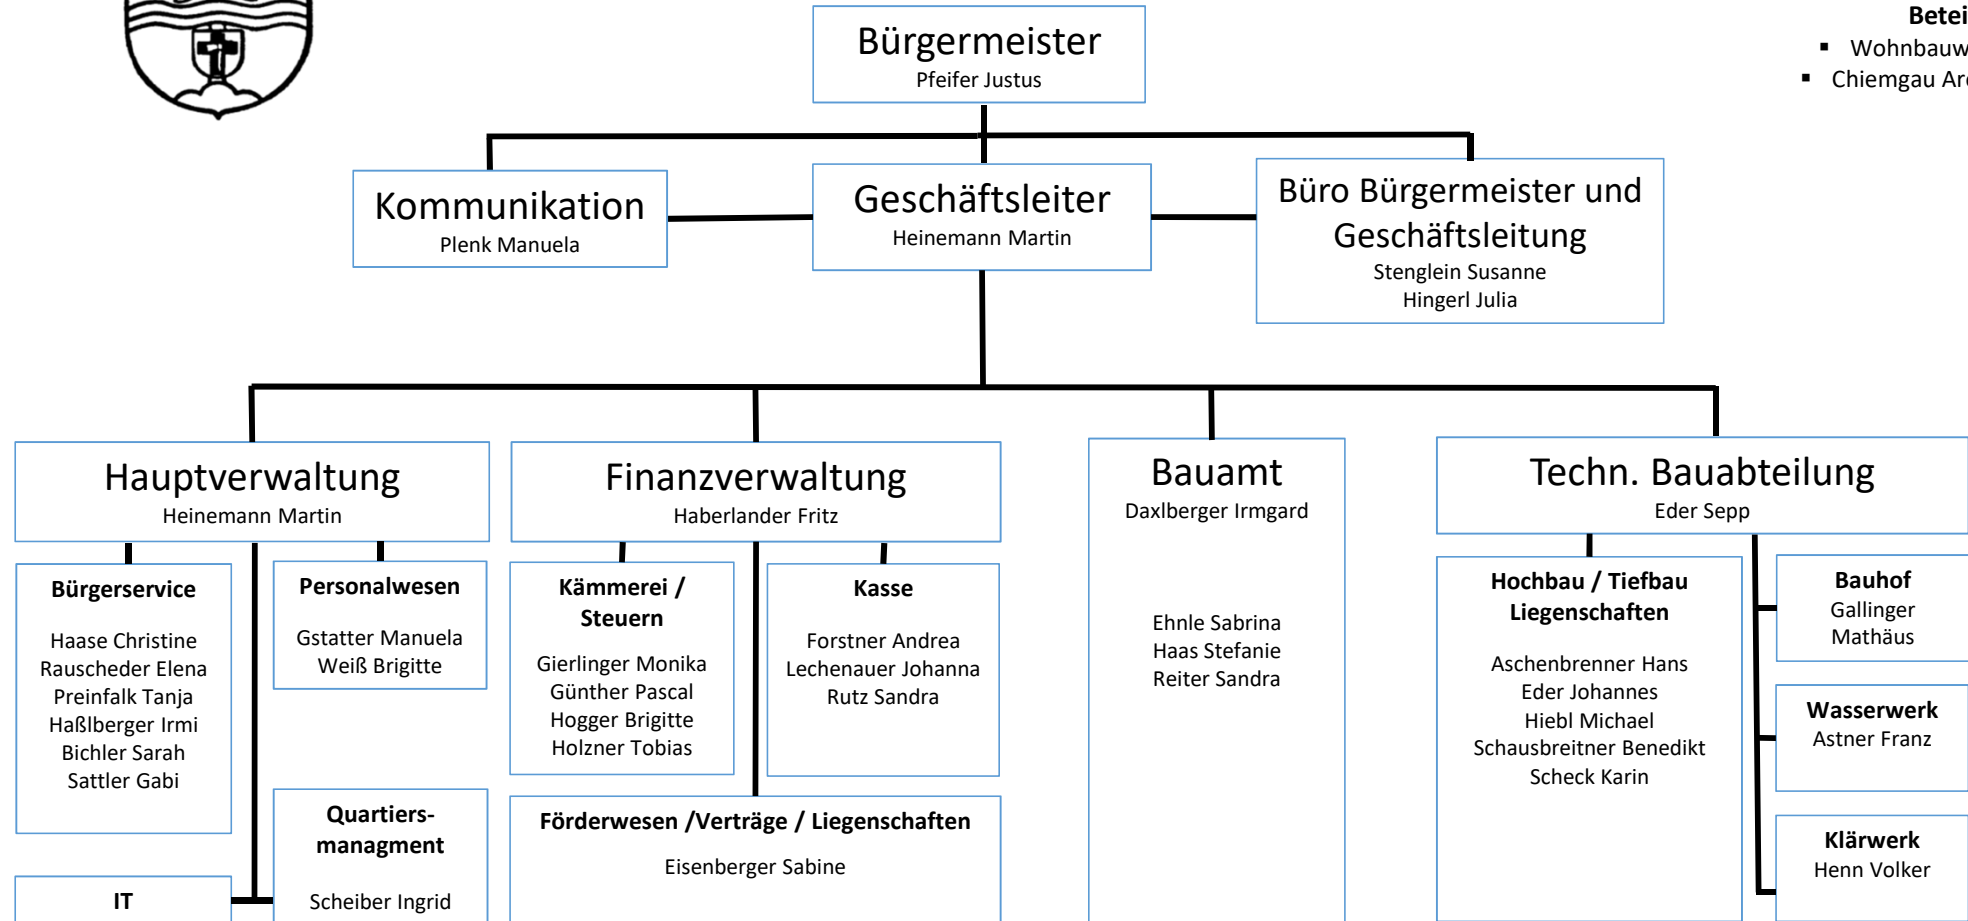 Bürgermeister
Pfeifer Justus
Betei
▪ Wohnbauw
▪ Chiemgau Are
Kommunikation
Plenk Manuela
Geschäftsleiter
Heinemann Martin
Büro Bürgermeister und
Geschäftsleitung
Stenglein Susanne
Hingerl Julia
Hauptverwaltung
Heinemann Martin
Finanzverwaltung
Haberlander Fritz
Bauamt
Daxlberger Irmgard
Ehnle Sabrina
Haas Stefanie
Reiter Sandra
Techn. Bauabteilung
Eder Sepp
Bürgerservice
Haase Christine
Rauscheder Elena
Preinfalk Tanja
Haßlberger Irmi
Bichler Sarah
Sattler Gabi
Personalwesen
Gstatter Manuela
Weiß Brigitte
Quartiers-
managment
Scheiber Ingrid
IT
Kämmerei /
Steuern
Gierlinger Monika
Günther Pascal
Hogger Brigitte
Holzner Tobias
Kasse
Forstner Andrea
Lechenauer Johanna
Rutz Sandra
Förderwesen /Verträge / Liegenschaften
Eisenberger Sabine
Hochbau / Tiefbau
Liegenschaften
Aschenbrenner Hans
Eder Johannes
Hiebl Michael
Schausbreitner Benedikt
Scheck Karin
Bauhof
Gallinger
Mathäus
Wasserwerk
Astner Franz
Klärwerk
Henn Volker